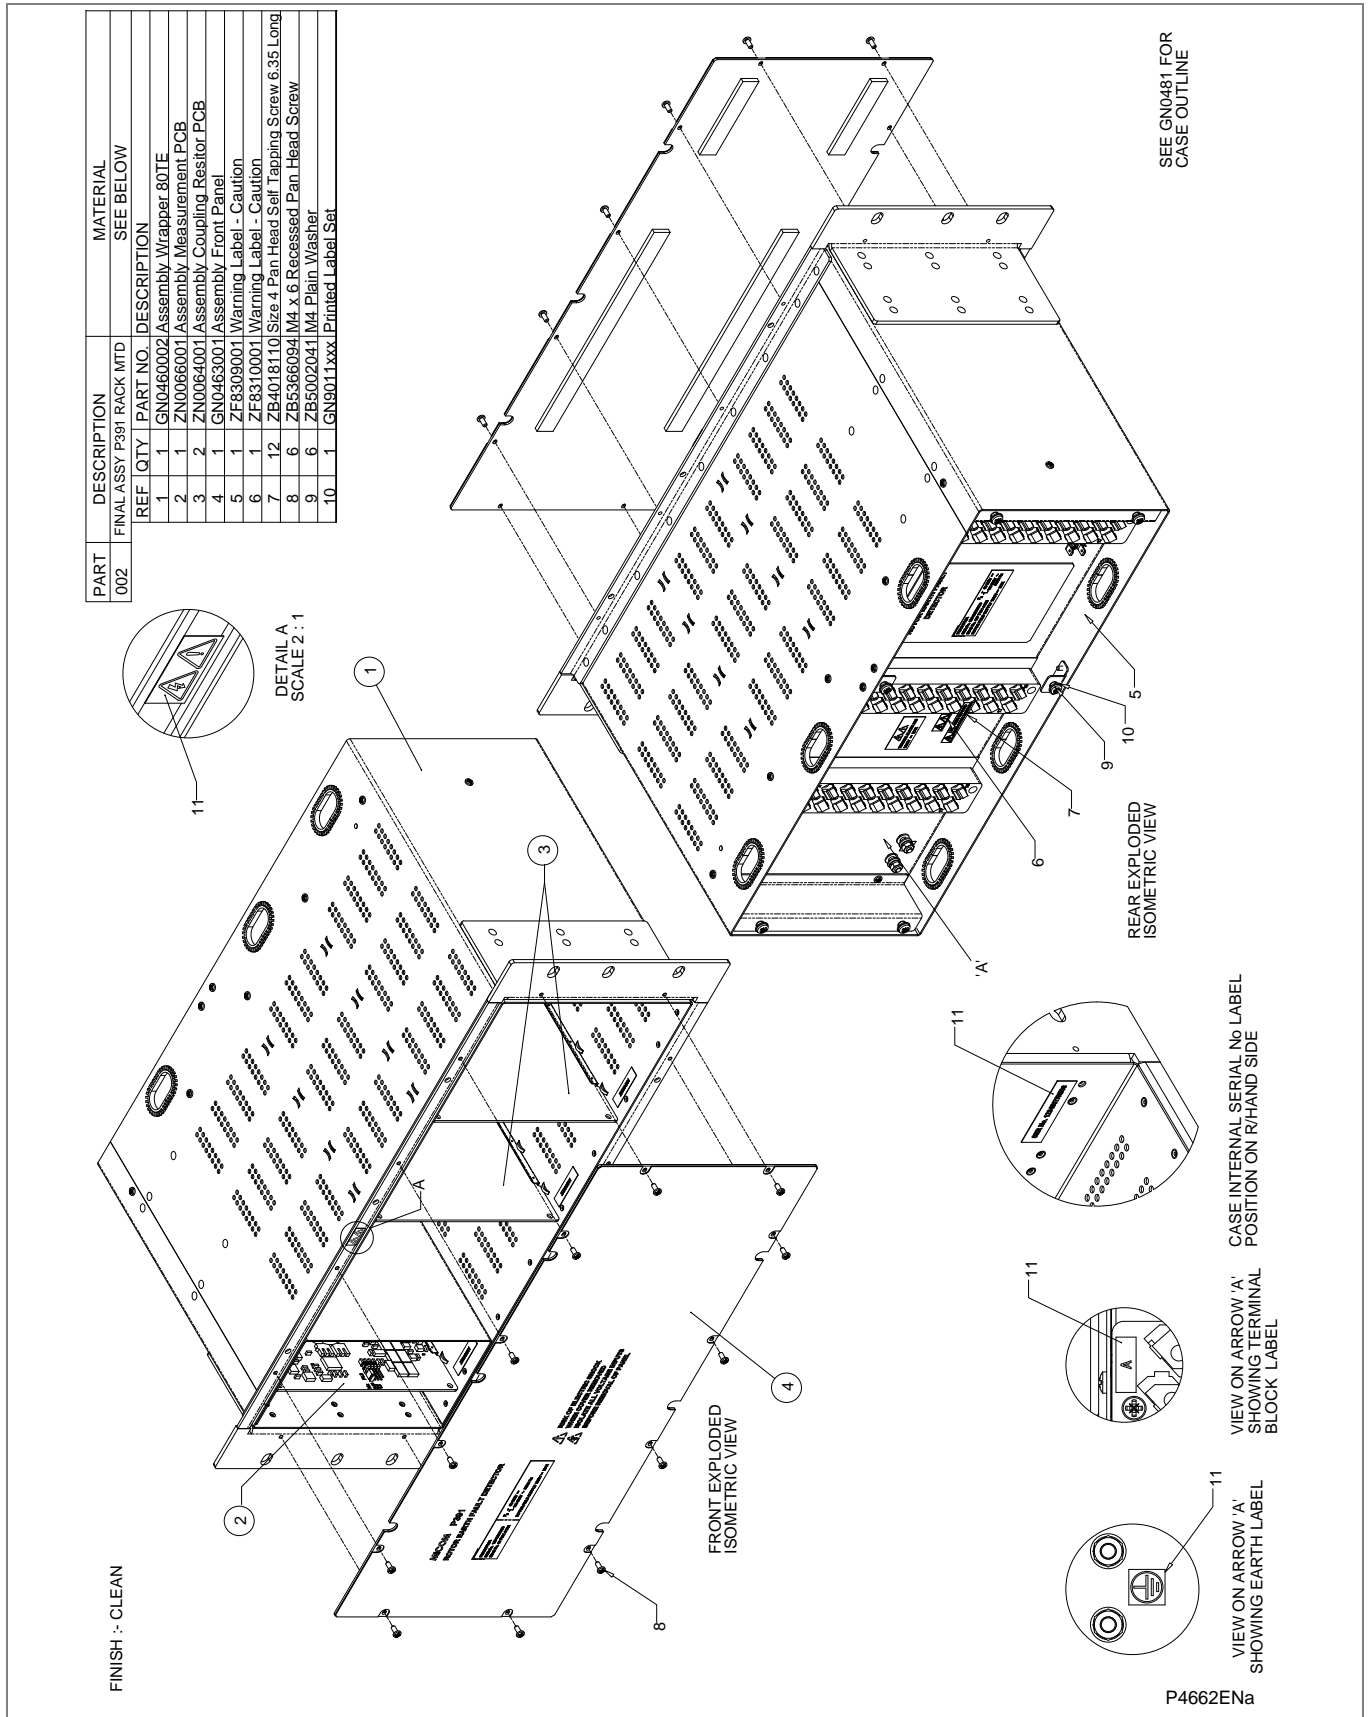 PART DESCRIPTION MATERIAL
002 FINAL ASSY P391 RACK MTD SEE BELOW
REF QTY PART NO. DESCRIPTION
1 1 GN0460002 Assembly Wrapper 80TE
2 1 ZN0066001 Assembly Measurement PCB
3 2 ZN0064001 Assembly Coupling Resitor PCB
4 1 GN0463001 Assembly Front Panel
5 1 ZF8309001 Warning Label - Caution
6 1 ZF8310001 Warning Label - Caution
7 12 ZB4018110 Size 4 Pan Head Self Tapping Screw 6.35 Long
8 6 ZB5366094 M4 x 6 Recessed Pan Head Screw
9 6 ZB5002041 M4 Plain Washer
10 1 GN9011xxx Printed Label Set
11
DETAIL A
SCALE 2 : 1
1
3
A
2
4
8
FINISH :- CLEAN
MiCOM P391
ROTOR EARTH FAULT DETECTOR
RISK OF ELECTRIC SHOCK
FRONT EXPLODED
ISOMETRIC VIEW
SEE GN0481 FOR
CASE OUTLINE
DETECTOR
5
10
9
7
6
'A'
REAR EXPLODED
ISOMETRIC VIEW
11
CASE INTERNAL SERIAL No LABEL
POSITION ON R/HAND SIDE
11
A
VIEW ON ARROW 'A'
SHOWING TERMINAL
BLOCK LABEL
11
VIEW ON ARROW 'A'
SHOWING EARTH LABEL
P4662ENa